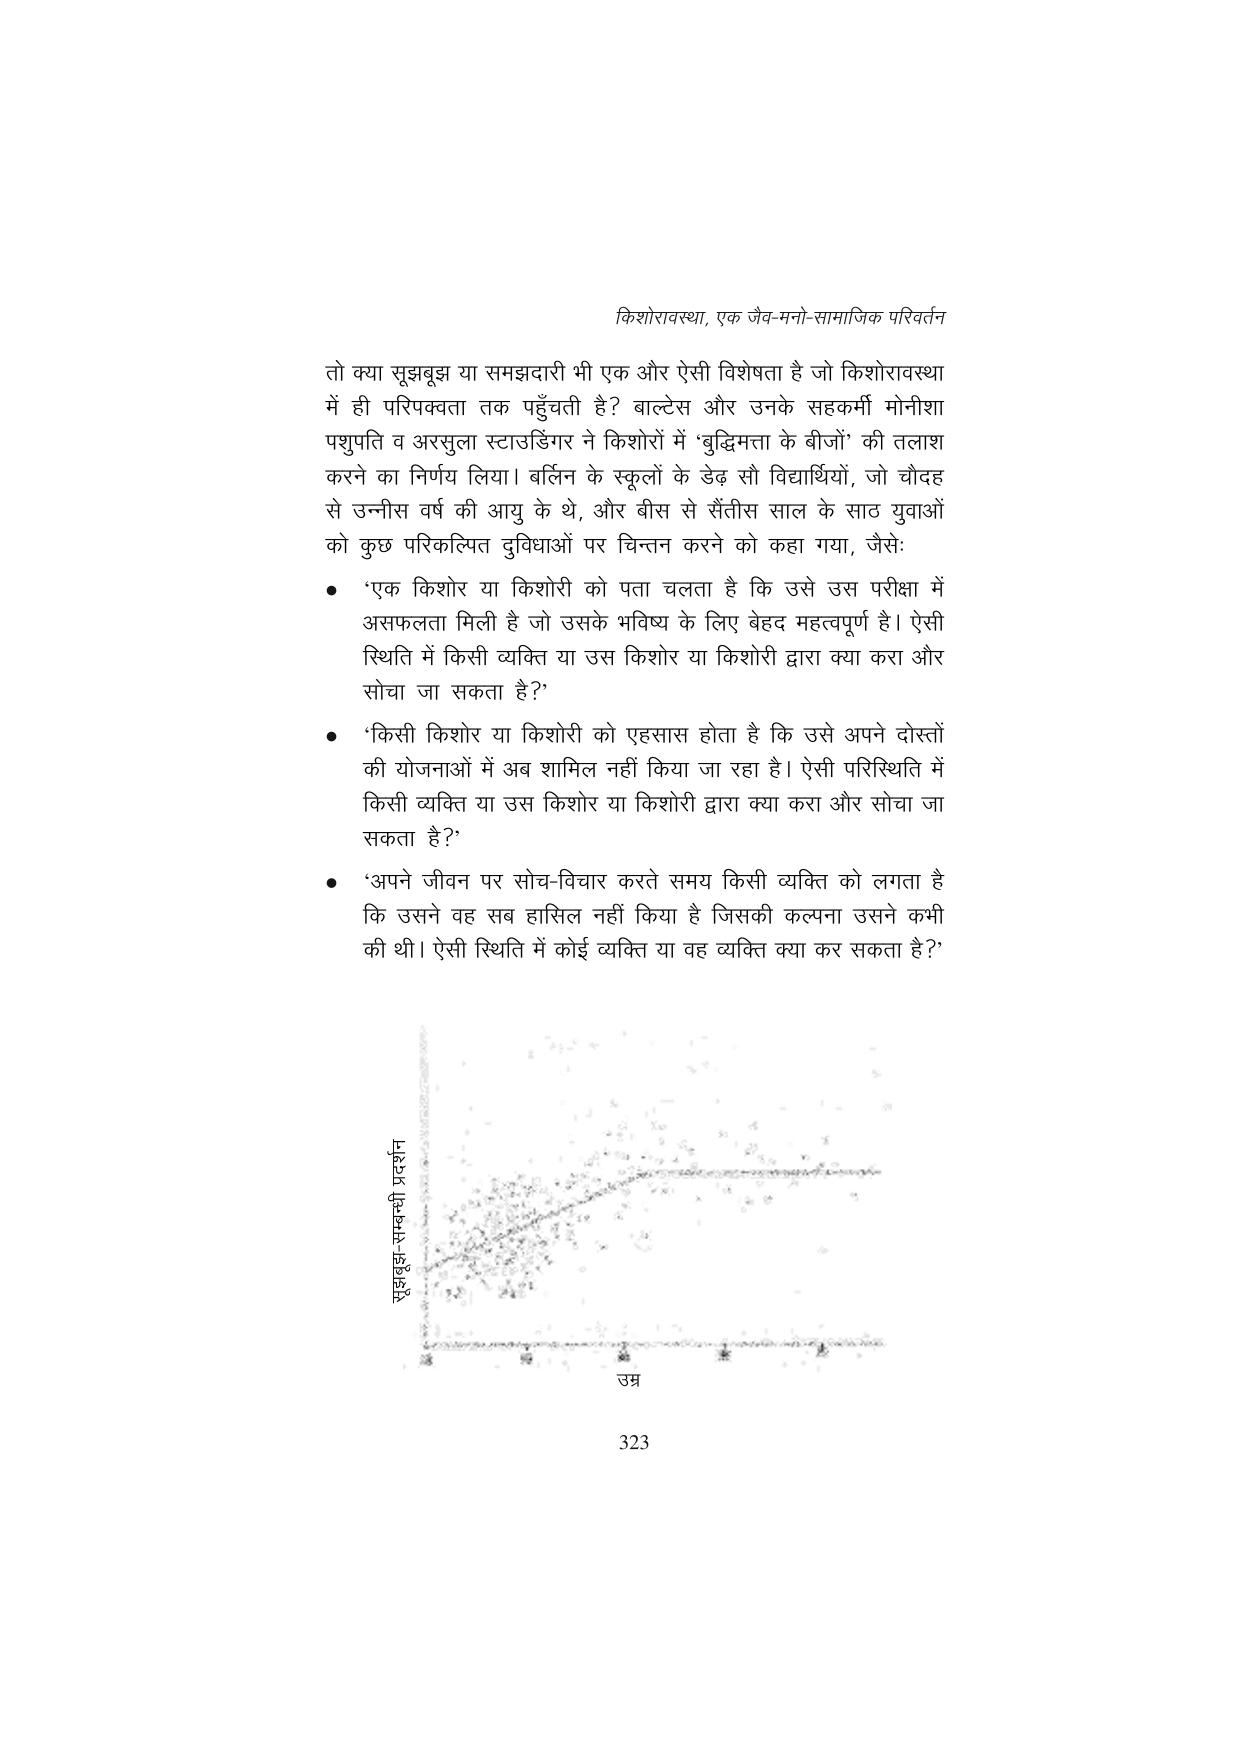 किशोरावस्था, एक जैव-मनो-सामाजिक परिवर्तन
तो क्या सूझबूझ या समझदारी भी एक और ऐसी विशेषता है जो किशोरावस्था
में ही परिपक्वता तक पहुँचती है? बाल्टेस और उनके सहकर्मी मोनीशा
पशुपति व अरसुला स्टाउडिंगर ने किशोरों में ‘बुद्धिमत्ता के बीजों’ की तलाश
करने का निर्णय लिया। बर्लिन के स्कूलों के डेढ़ सौ विद्यार्थियों, जो चौदह
से उन्नीस वर्ष की आयु के थे, और बीस से सैंतीस साल के साठ युवाओं
को कुछ परिकल्पित दुविधाओं पर चिन्तन करने को कहा गया, जैसेः
● ‘एक किशोर या किशोरी को पता चलता है कि उसे उस परीक्षा में
असफलता मिली है जो उसके भविष्य के लिए बेहद महत्वपूर्ण है। ऐसी
स्थिति में किसी व्यक्ति या उस किशोर या किशोरी द्वारा क्या करा और
सोचा जा सकता है?’
● ‘किसी किशोर या किशोरी को एहसास होता है कि उसे अपने दोस्तों
की योजनाओं में अब शामिल नहीं किया जा रहा है। ऐसी परिस्थिति में
किसी व्यक्ति या उस किशोर या किशोरी द्वारा क्या करा और सोचा जा
सकता है?’
● ‘अपने जीवन पर सोच-विचार करते समय किसी व्यक्ति को लगता है
कि उसने वह सब हासिल नहीं किया है जिसकी कल्पना उसने कभी
की थी। ऐसी स्थिति में कोई व्यक्ति या वह व्यक्ति क्या कर सकता है?’
सूझबूझ-सम्बन्धी प्रदर्शन
उम्र
323